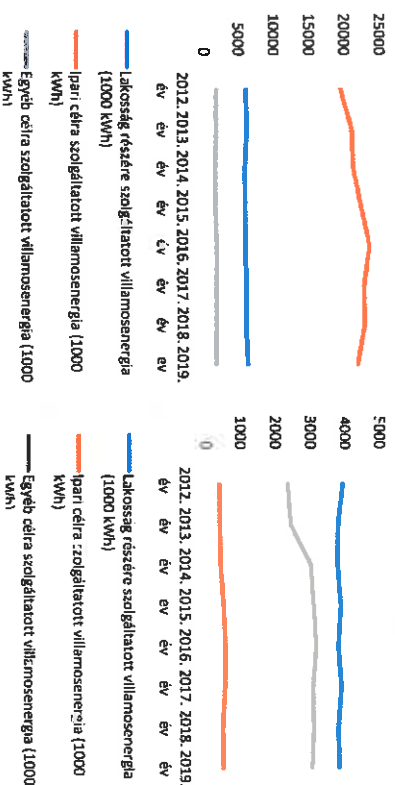 25000
20000
15000
10000
5000
0
2012. 2013. 2014. 2015. 2016. 2017. 2018. 2019.
év év év év év év év ev
Lakosság részére szolgáltatott villamosenergia
(1000 kWh)
Ipari célra szolgáltatott villamosenergia (1000
kWh)
Egyéb célra szolgáltatott villamosenergia (1000
kWh)
5000
4000
3000
2000
1000
0
2012. 2013. 2014. 2015. 2016. 2017. 2018. 2019.
év év év ev év év év év
Lakosság részére szolgáltatott villamosenergia
(1000 kWh)
Ipari célra szolgáltatott villamosenergia (1000
kWh)
Egyéb célra szolgáltatott villamosenergia (1000
kWh)